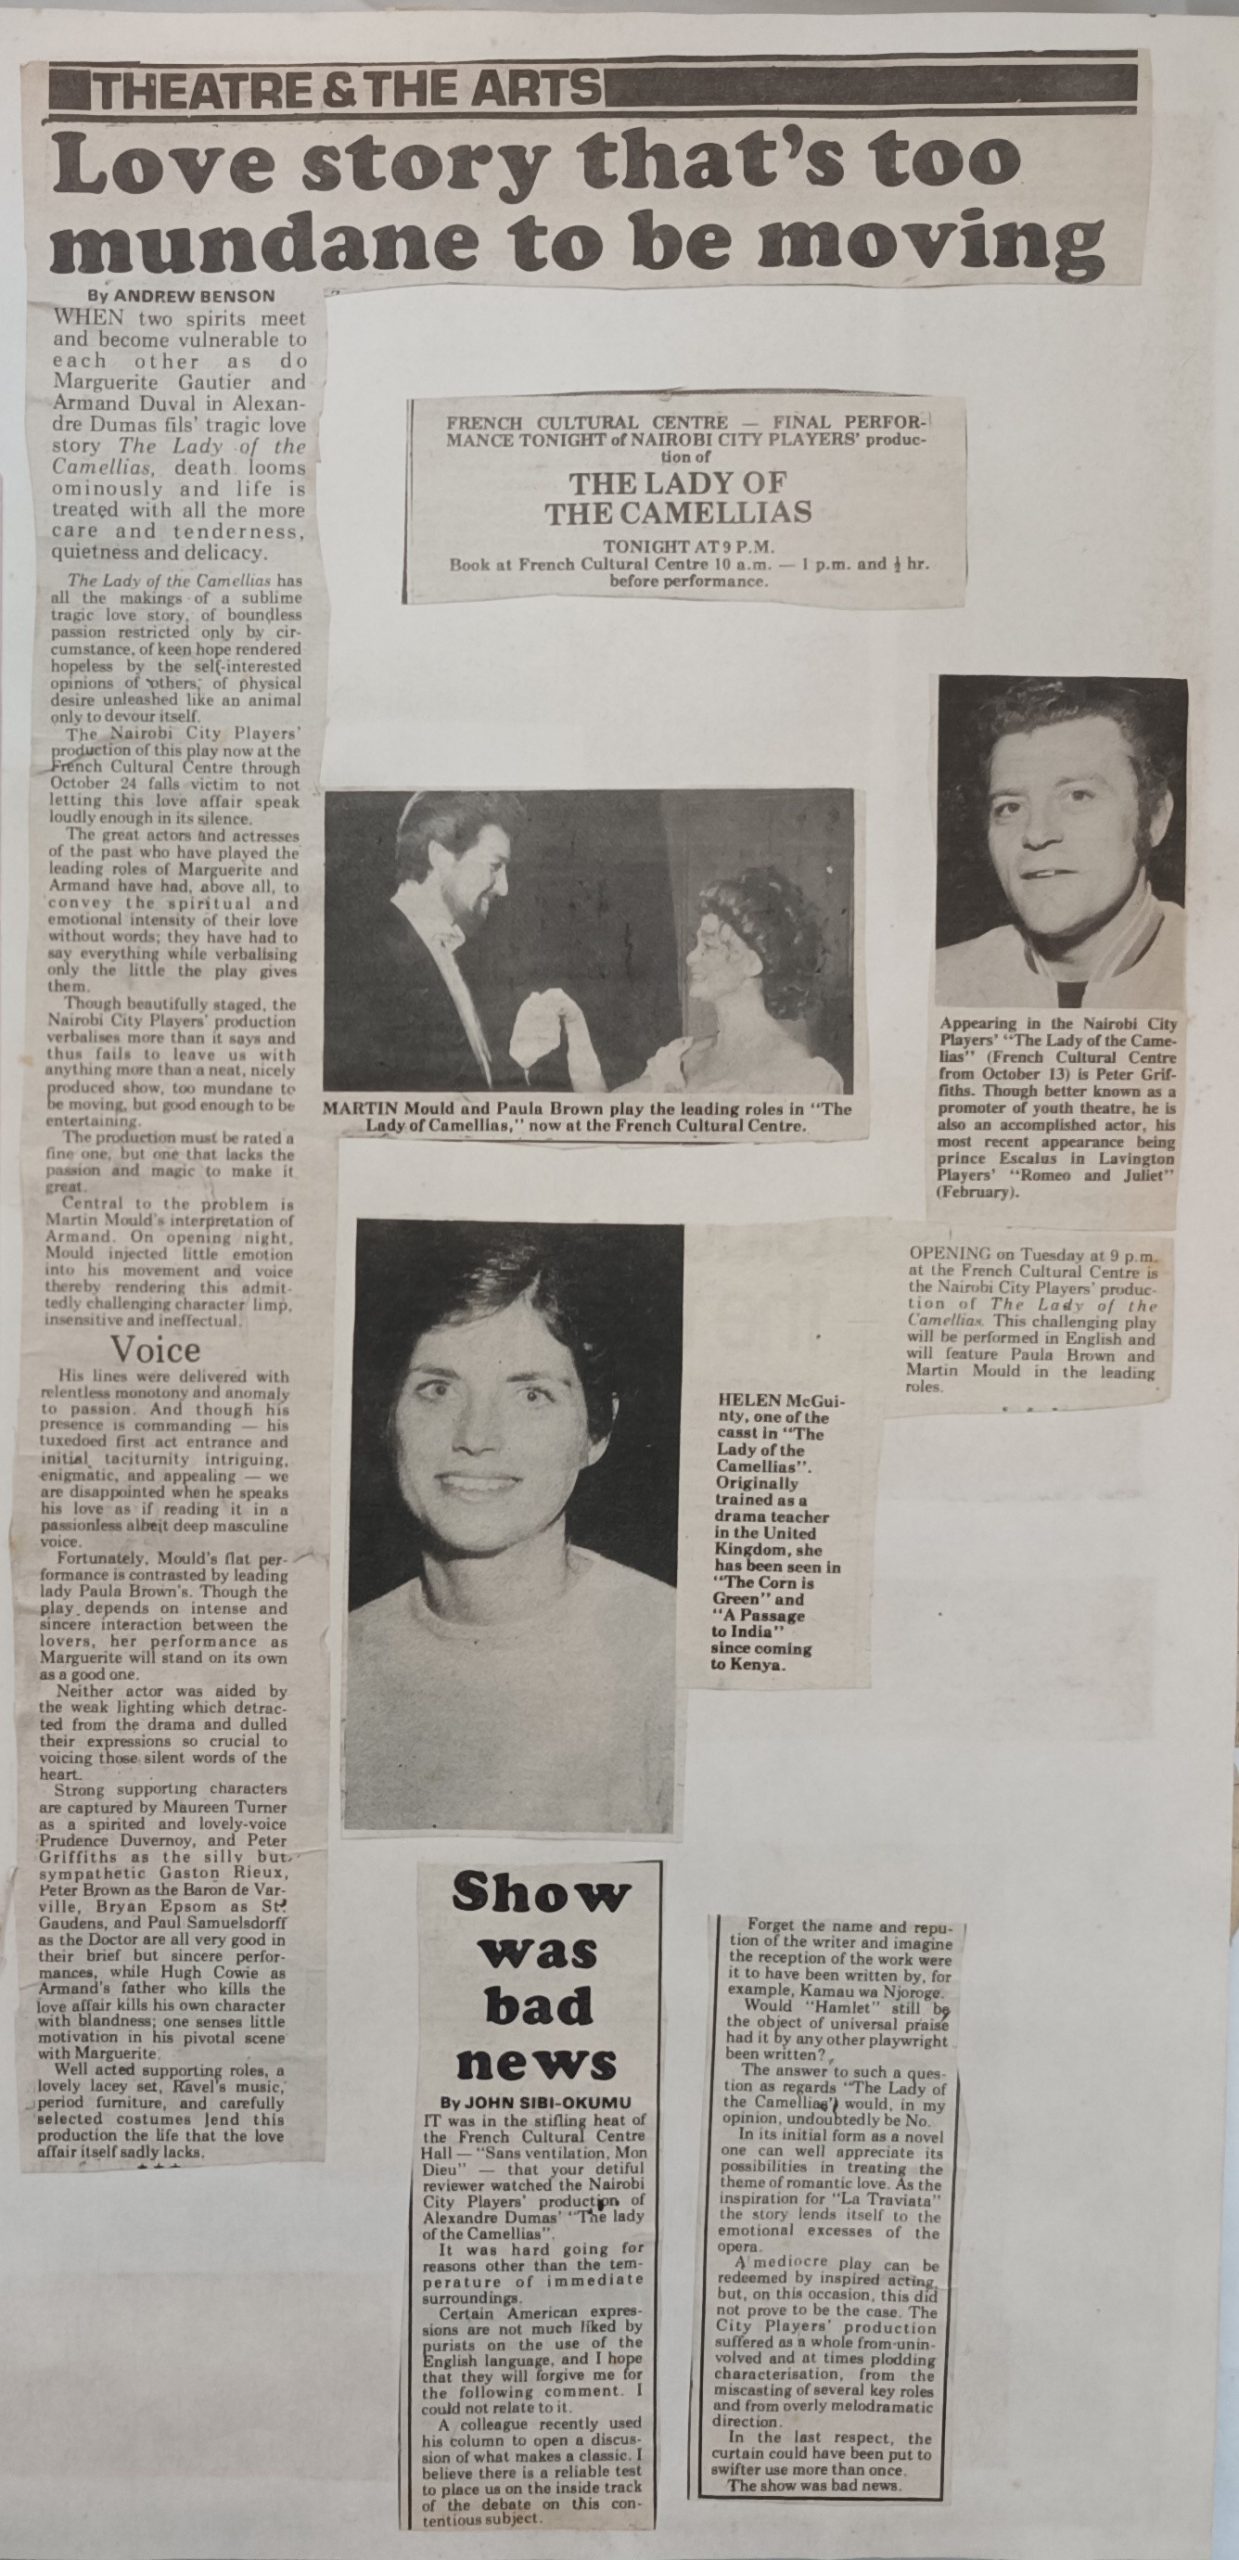 THEATRE & THE ARTS
Love story that's too
mundane to be moving
By ANDREW BENSON
WHEN two spirits meet
and become vulnerable to
each other as do
Marguerite Gautier and
Armand Duval in Alexan-
dre Dumas fils' tragic love
story The Lady of the
Camellias, death looms
ominously and life is
treated with all the more
care and tenderness,
quietness and delicacy.
The Lady of the Camellias has
all the makings of a sublime
tragic love story, of boundless
passion restricted only by cir-
cumstance, of keen hope rendered
hopeless by the self-interested
opinions of others, of physical
desire unleashed like an animal
only to devour itself.
The Nairobi City Players'
production of this play now at the
French Cultural Centre through
October 24 falls victim to not
letting this love affair speak
loudly enough in its silence.
The great actors and actresses
of the past who have played the
leading roles of Marguerite and
Armand have had, above all, to
convey the spiritual and
emotional intensity of their love
without words; they have had to
say everything while verbalising
only the little the play gives
them.
Though beautifully staged, the
Nairobi City Players' production
verbalises more than it says and
thus fails to leave us with
anything more than a neat, nicely
produced show, too mundane to
be moving, but good enough to be
entertaining.
The production must be rated a
fine one, but one that lacks the
passion and magic to make it
great.
Central to the problem is
Martin Mould's interpretation of
Armand. On opening night,
Mould injected little emotion
into his movement and voice
thereby rendering this admit-
tedly challenging character limp,
insensitive and ineffectual.
Voice
His lines were delivered with
relentless monotony and anomaly
to passion. And though his
presence is commanding — his
tuxedoed first act entrance and
initial taciturnity intriguing,
enigmatic, and appealing — we
are disappointed when he speaks
his love as if reading it in a
passionless albeit deep masculine
voice.
Fortunately, Mould's flat per-
formance is contrasted by leading
lady Paula Brown's. Though the
play depends on intense and
sincere interaction between the
lovers, her performance as
Marguerite will stand on its own
as a good one.
Neither actor was aided by
the weak lighting which detrac-
ted from the drama and dulled
their expressions so crucial to
voicing those silent words of the
heart.
Strong supporting characters
are captured by Maureen Turner
as a spirited and lovely-voice
Prudence Duvernoy, and Peter
Griffiths as the silly but
sympathetic Gaston Rieux,
Peter Brown as the Baron de Var-
ville, Bryan Epsom as St.
Gaudens, and Paul Samuelsdorff
as the Doctor are all very good in
their brief but sincere perfor-
mances, while Hugh Cowie as
Armand's father who kills the
love affair kills his own character
with blandness; one senses little
motivation in his pivotal scene
with Marguerite.
Well acted supporting roles, a
lovely lacey set, Ravel's music,
period furniture, and carefully
selected costumes lend this
production the life that the love
affair itself sadly lacks.
★ ★ ★
FRENCH CULTURAL CENTRE — FINAL PERFOR-
MANCE TONIGHT of NAIROBI CITY PLAYERS' produc-
tion of
THE LADY OF
THE CAMELLIAS
TONIGHT AT 9 P.M.
Book at French Cultural Centre 10 a.m. — 1 p.m. and ½ hr.
before performance.
MARTIN Mould and Paula Brown play the leading roles in "The
Lady of Camellias," now at the French Cultural Centre.
Appearing in the Nairobi City
Players' "The Lady of the Came-
lias" (French Cultural Centre
from October 13) is Peter Grif-
fiths. Though better known as a
promoter of youth theatre, he is
also an accomplished actor, his
most recent appearance being
prince Escalus in Lavington
Players' "Romeo and Juliet"
(February).
OPENING on Tuesday at 9 p.m.
at the French Cultural Centre is
the Nairobi City Players' produc-
tion of The Lady of the
Camellias. This challenging play
will be performed in English and
will feature Paula Brown and
Martin Mould in the leading
roles.
HELEN McGui-
nty, one of the
casst in "The
Lady of the
Camellias".
Originally
trained as a
drama teacher
in the United
Kingdom, she
has been seen in
"The Corn is
Green" and
"A Passage
to India"
since coming
to Kenya.
Show
was
bad
news
By JOHN SIBI-OKUMU
IT was in the stifling heat of
the French Cultural Centre
Hall — "Sans ventilation, Mon
Dieu" — that your detiful
reviewer watched the Nairobi
City Players' production of
Alexandre Dumas' "The lady
of the Camellias".
It was hard going for
reasons other than the tem-
perature of immediate
surroundings.
Certain American expres-
sions are not much liked by
purists on the use of the
English language, and I hope
that they will forgive me for
the following comment. I
could not relate to it.
A colleague recently used
his column to open a discus-
sion of what makes a classic. I
believe there is a reliable test
to place us on the inside track
of the debate on this con-
tentious subject.
Forget the name and repu-
tion of the writer and imagine
the reception of the work were
it to have been written by, for
example, Kamau wa Njoroge.
Would "Hamlet" still be
the object of universal praise
had it by any other playwright
been written?
The answer to such a ques-
tion as regards "The Lady of
the Camellias") would, in my
opinion, undoubtedly be No.
In its initial form as a novel
one can well appreciate its
possibilities in treating the
theme of romantic love. As the
inspiration for "La Traviata"
the story lends itself to the
emotional excesses of the
opera.
A mediocre play can be
redeemed by inspired acting,
but, on this occasion, this did
not prove to be the case. The
City Players' production
suffered as a whole from unin-
volved and at times plodding
characterisation, from the
miscasting of several key roles
and from overly melodramatic
direction.
In the last respect, the
curtain could have been put to
swifter use more than once.
The show was bad news.